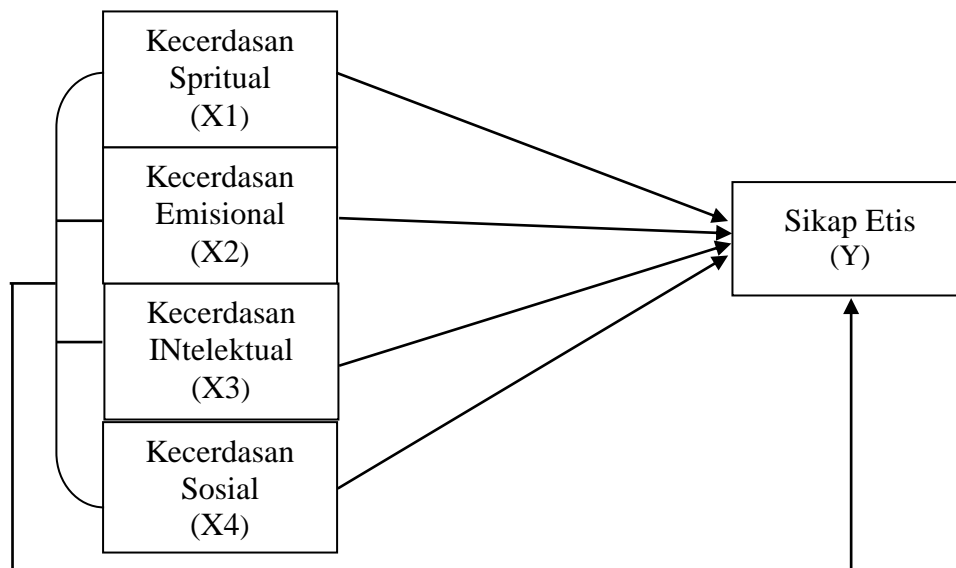 Kecerdasan
Spritual
(X1)
Kecerdasan
Emisional
(X2)
Kecerdasan
INtelektual
(X3)
Kecerdasan
Sosial
(X4)
Sikap Etis
(Y)